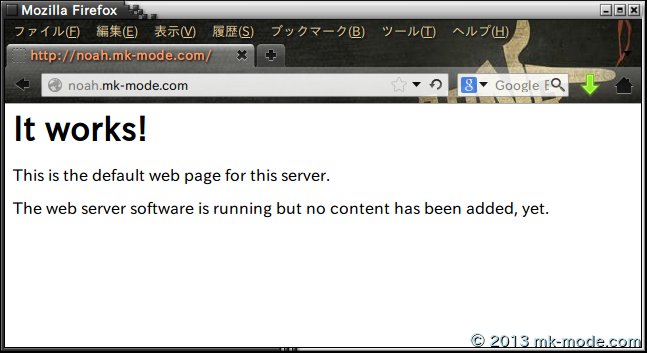 Mozilla Firefox
ファイル(F) 編集(E) 表示(V) 履歴(S) ブックマーク(B) ツール(T) ヘルプ(H)
http://noah.mk-mode.com/
noah.mk-mode.com
Google
It works!
This is the default web page for this server.
The web server software is running but no content has been added, yet.
© 2013 mk-mode.com